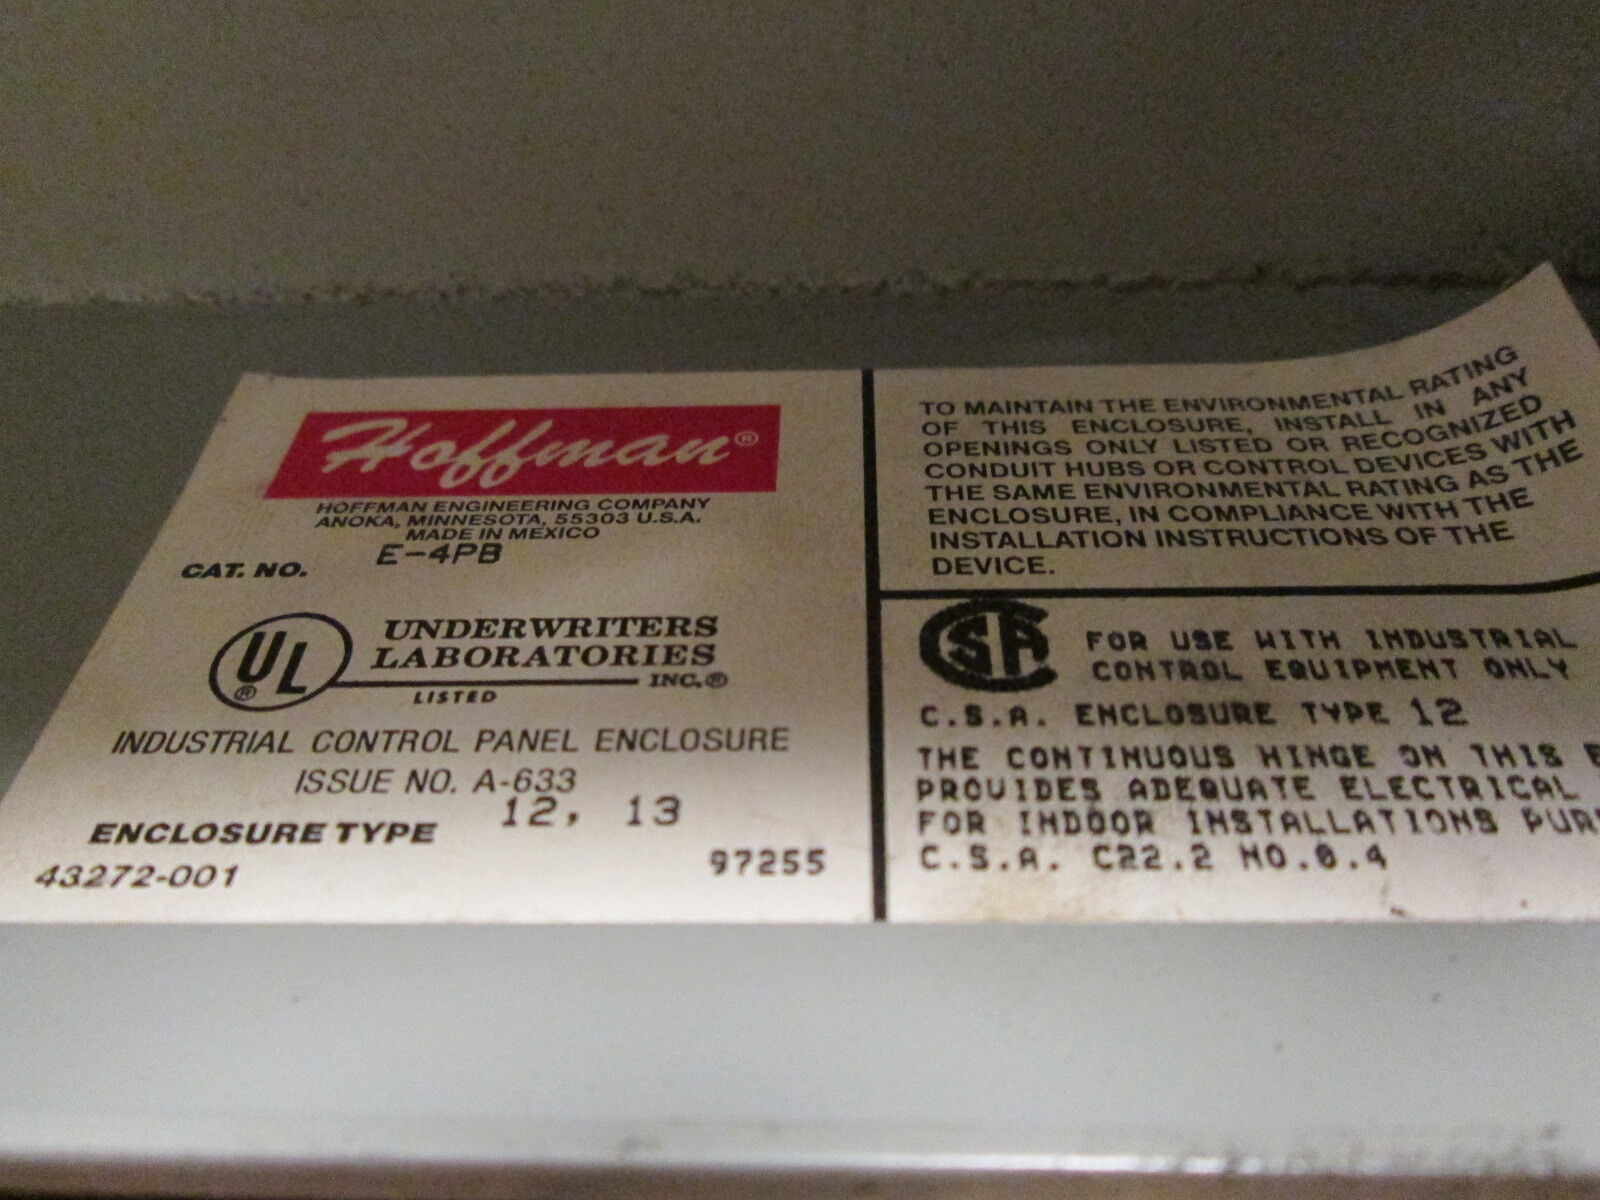 Hoffman®
HOFFMAN ENGINEERING COMPANY
ANOKA, MINNESOTA, 55303 U.S.A.
MADE IN MEXICO
CAT. NO. E-4PB
UL®
UNDERWRITERS
LABORATORIES
INC.®
LISTED
INDUSTRIAL CONTROL PANEL ENCLOSURE
ISSUE NO. A-633
ENCLOSURE TYPE 12, 13
43272-001 97255
TO MAINTAIN THE ENVIRONMENTAL RATING
OF THIS ENCLOSURE, INSTALL IN ANY
OPENINGS ONLY LISTED OR RECOGNIZED
CONDUIT HUBS OR CONTROL DEVICES WITH
THE SAME ENVIRONMENTAL RATING AS THE
ENCLOSURE, IN COMPLIANCE WITH THE
INSTALLATION INSTRUCTIONS OF THE
DEVICE.
CSA
FOR USE WITH INDUSTRIAL
CONTROL EQUIPMENT ONLY
C.S.A. ENCLOSURE TYPE 12
THE CONTINUOUS HINGE ON THIS
PROVIDES ADEQUATE ELECTRICAL
FOR INDOOR INSTALLATIONS
C.S.A. C22.2 NO.0.4